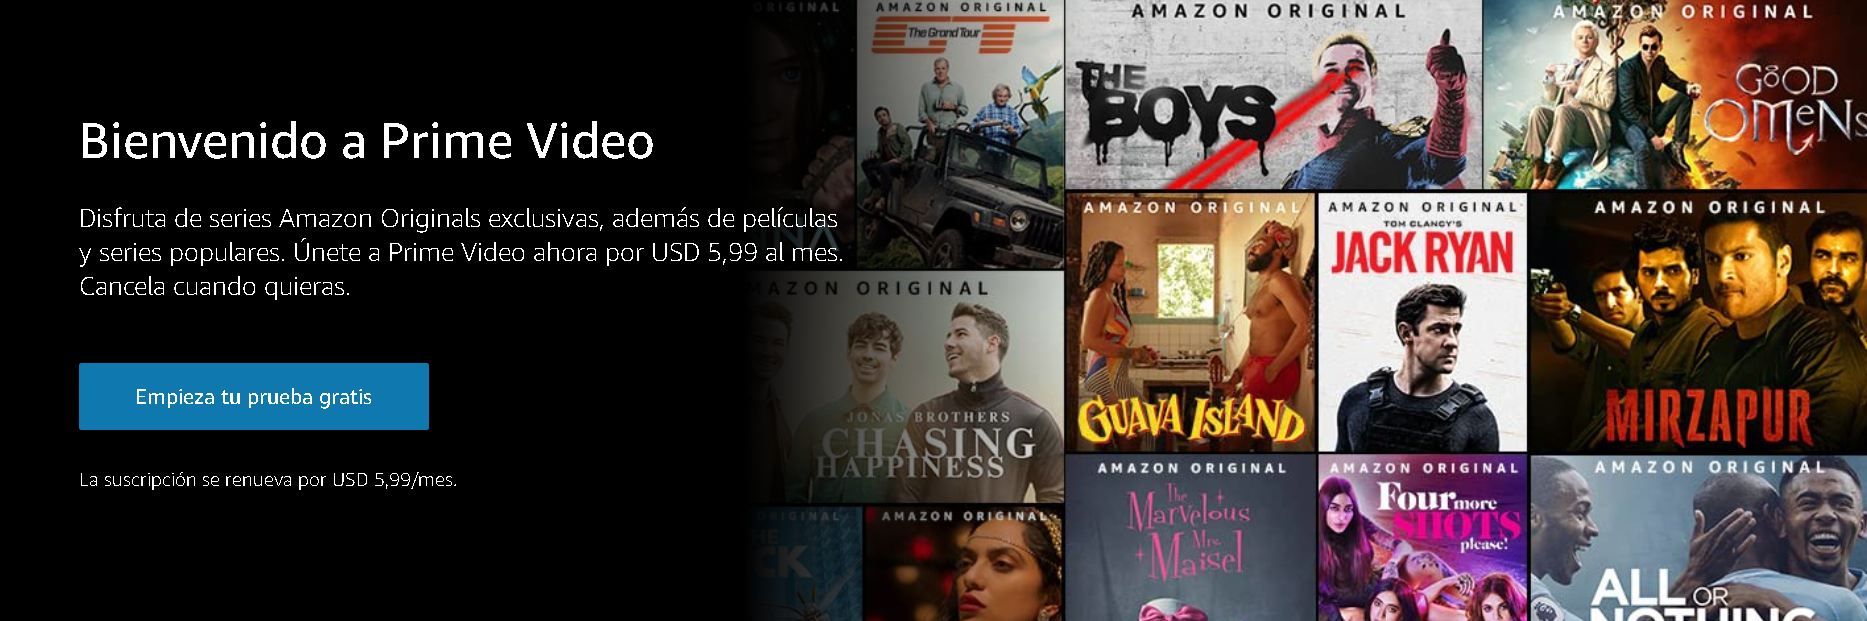 Bienvenido a Prime Video
Disfruta de series Amazon Originals exclusivas, además de películas
y series populares. Únete a Prime Video ahora por USD 5,99 al mes.
Cancela cuando quieras.
Empieza tu prueba gratis
La suscripción se renueva por USD 5,99/mes.
ORIGINAL
AMAZON ORIGINAL
The Grand Tour
AMAZON ORIGINAL
THE
BOYS
AMAZON ORIGINAL
GOOD
OMENS
AMAZON ORIGINAL
JONAS BROTHERS
CHASING
HAPPINESS
AMAZON ORIGINAL
GUAVA ISLAND
AMAZON ORIGINAL
TOM CLANCY'S
JACK RYAN
AMAZON ORIGINAL
MIRZAPUR
ORIGINAL
AMAZON ORIGINAL
AMAZON ORIGINAL
The
Marvelous
Mrs.
Maisel
AMAZON ORIGINAL
Four more
SHOTS
please!
AMAZON ORIGINAL
ALL OR
NOTHING